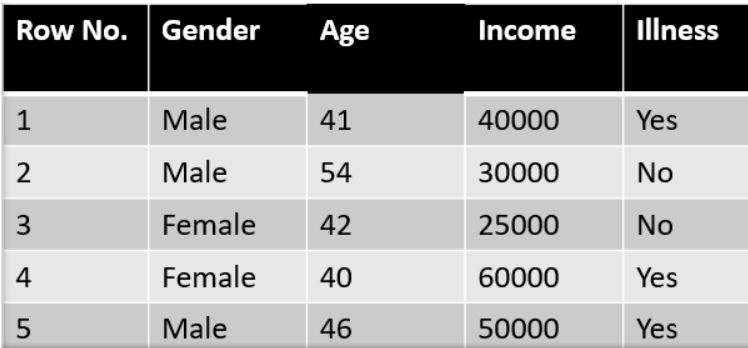 Row No. Gender Age Income Illness
1 Male 41 40000 Yes
2 Male 54 30000 No
3 Female 42 25000 No
4 Female 40 60000 Yes
5 Male 46 50000 Yes